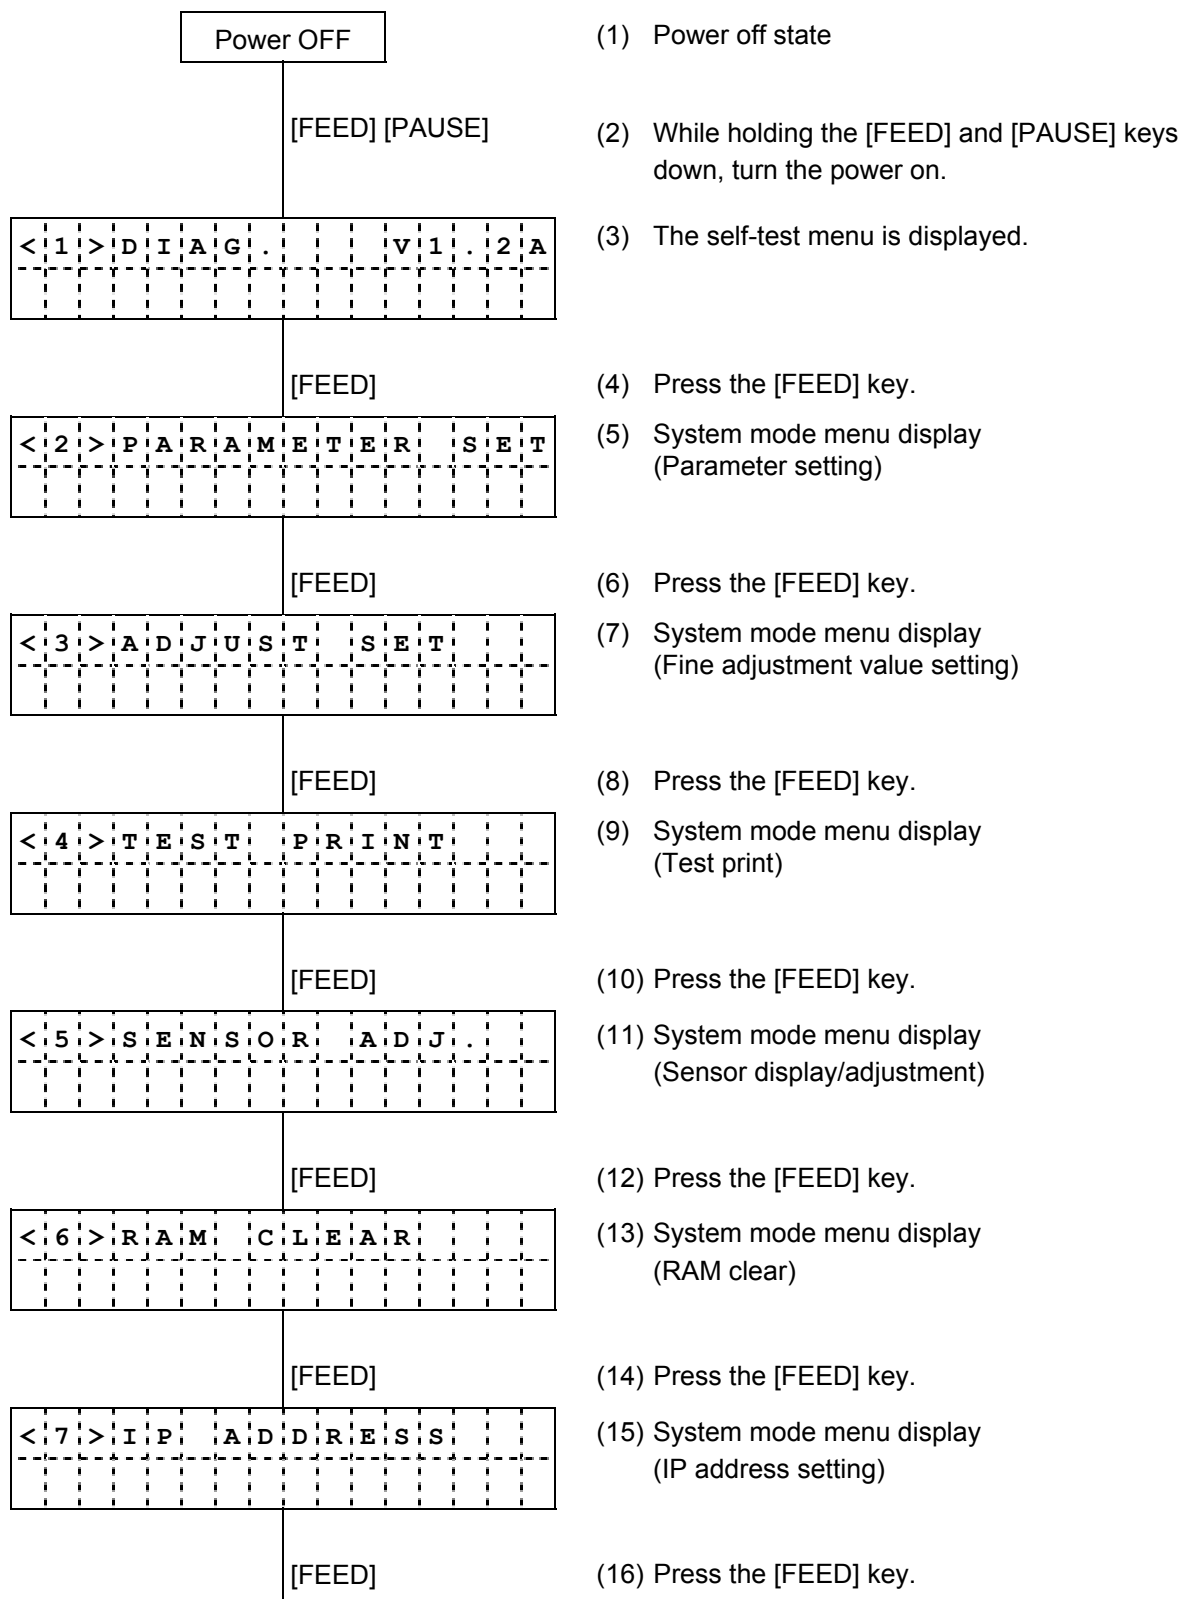 Power OFF
(1) Power off state
[FEED] [PAUSE]
(2) While holding the [FEED] and [PAUSE] keys
down, turn the power on.
<1>DIAG.   V1.2A
(3) The self-test menu is displayed.
[FEED]
(4) Press the [FEED] key.
<2>PARAMETER SET
(5) System mode menu display
(Parameter setting)
[FEED]
(6) Press the [FEED] key.
<3>ADJUST SET
(7) System mode menu display
(Fine adjustment value setting)
[FEED]
(8) Press the [FEED] key.
<4>TEST PRINT
(9) System mode menu display
(Test print)
[FEED]
(10) Press the [FEED] key.
<5>SENSOR ADJ.
(11) System mode menu display
(Sensor display/adjustment)
[FEED]
(12) Press the [FEED] key.
<6>RAM CLEAR
(13) System mode menu display
(RAM clear)
[FEED]
(14) Press the [FEED] key.
<7>IP ADDRESS
(15) System mode menu display
(IP address setting)
[FEED]
(16) Press the [FEED] key.